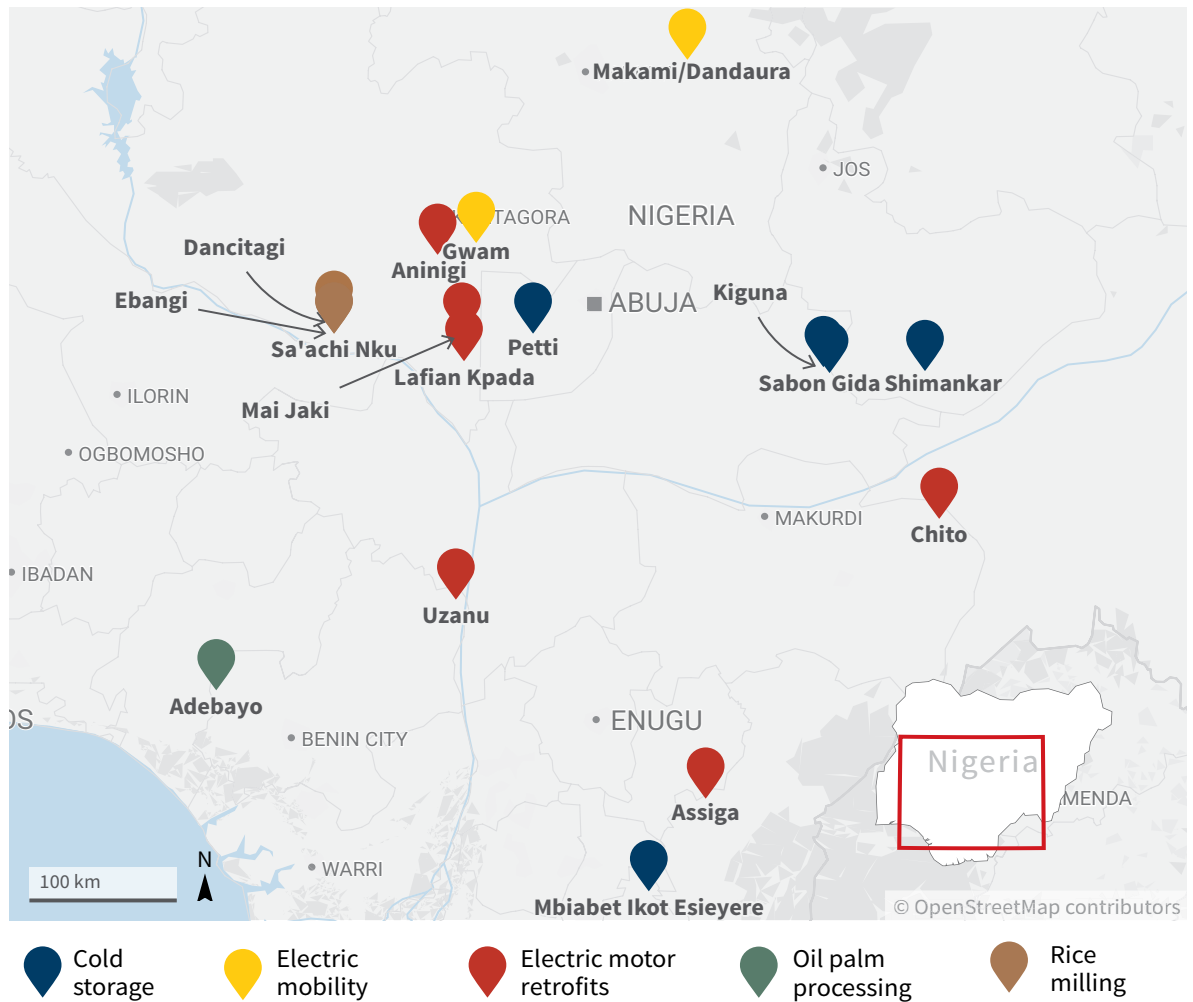 Makami/Dandaura
JOS
NIGERIA
TAGORA
Gwam
Aninigi
Dancitagi
Ebangi
Sa'achi Nku
ABUJA
Kiguna
Petti
Lafian Kpada
Sabon Gida
Shimankar
Mai Jaki
ILORIN
OGBOMOSHO
MAKURDI
Chito
IBADAN
Uzanu
Adebayo
OS
ENUGU
BENIN CITY
Nigeria
MENDA
Assiga
WARRI
N
100 km
Mbiabet Ikot Esieyere
© OpenStreetMap contributors
Cold
storage
Electric
mobility
Electric motor
retrofits
Oil palm
processing
Rice
milling